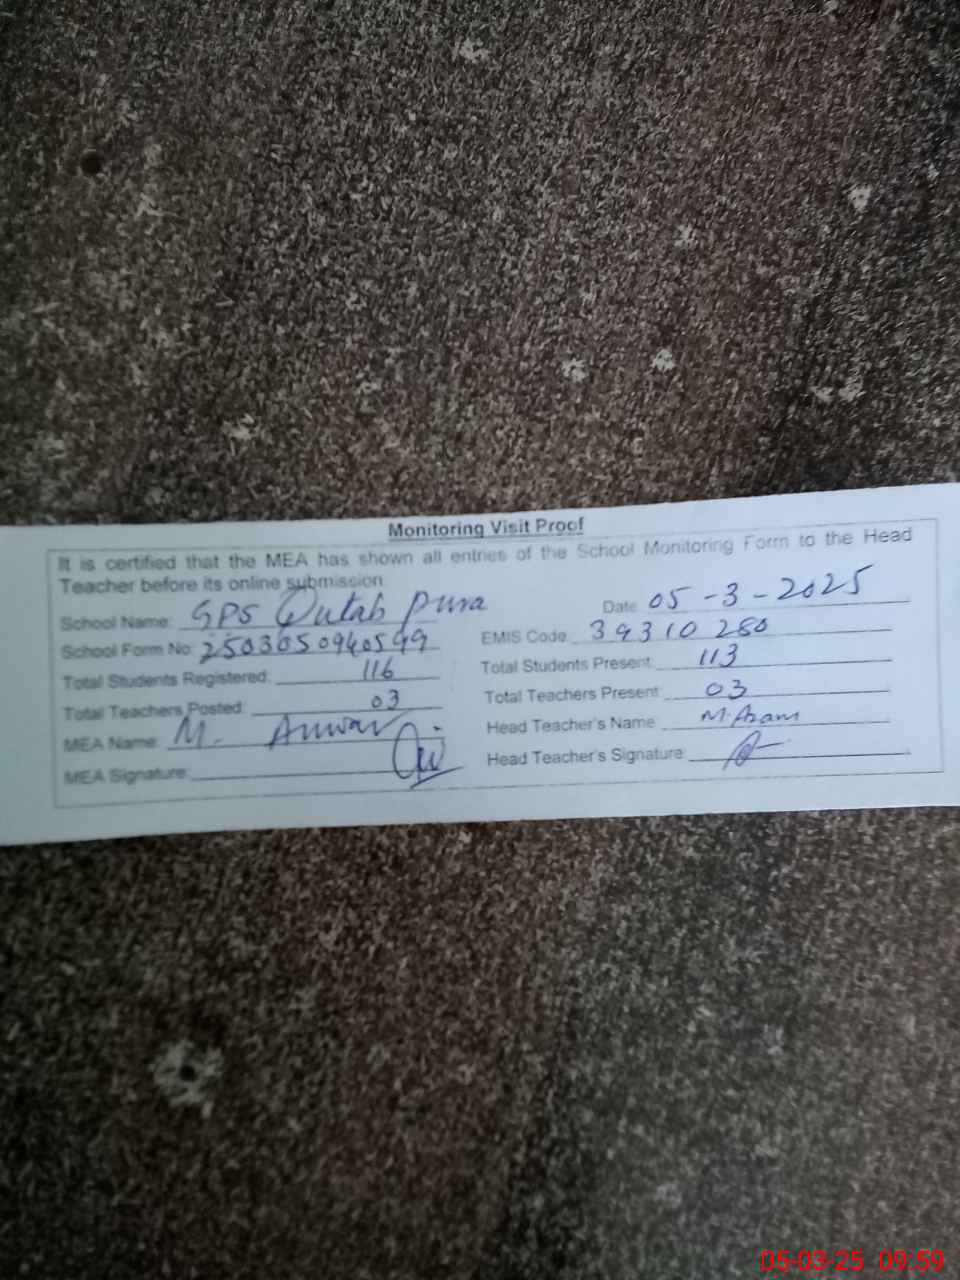 Monitoring Visit Proof
It is certified that the MEA has shown all entries of the School Monitoring Form to the Head
Teacher before its online submission.
School Name: GPS Qutab pura Date 05-3-2025
School Form No: 2503050940599 EMIS Code 39310280
Total Students Registered: 116 Total Students Present: 113
Total Teachers Posted: 03 Total Teachers Present: 03
MEA Name: M. Anwar Head Teacher's Name: M.Azam
MEA Signature: Head Teacher's Signature:
05-03-25 09:59